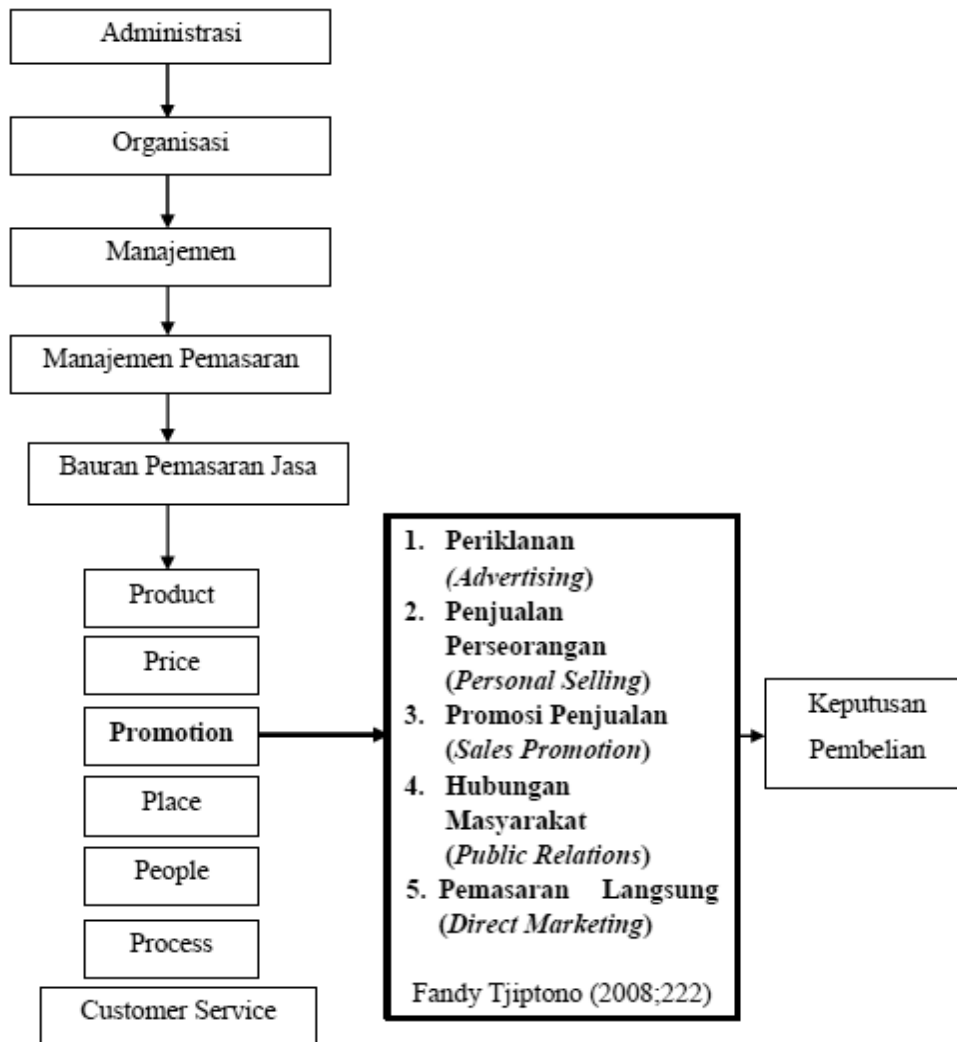 Administrasi
Organisasi
Manajemen
Manajemen Pemasaran
Bauran Pemasaran Jasa
Product
Price
Promotion
Place
People
Process
Customer Service
1. Periklanan
(Advertising)
2. Penjualan
Perseorangan
(Personal Selling)
3. Promosi Penjualan
(Sales Promotion)
4. Hubungan
Masyarakat
(Public Relations)
5. Pemasaran Langsung
(Direct Marketing)
Fandy Tjiptono (2008;222)
Keputusan
Pembelian